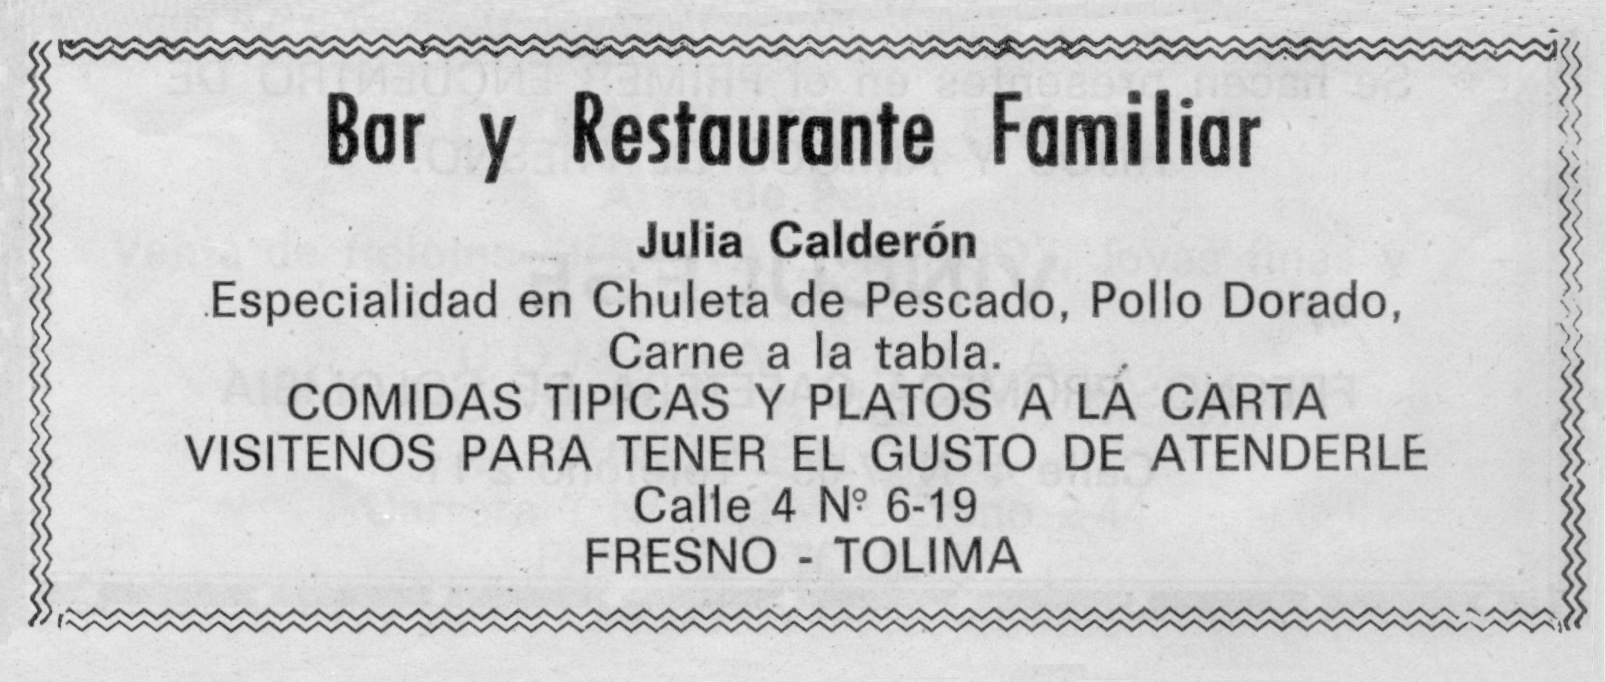 Bar y Restaurante Familiar
Julia Calderón
Especialidad en Chuleta de Pescado, Pollo Dorado,
Carne a la tabla.
COMIDAS TIPICAS Y PLATOS A LA CARTA
VISITENOS PARA TENER EL GUSTO DE ATENDERLE
Calle 4 Nº 6-19
FRESNO - TOLIMA